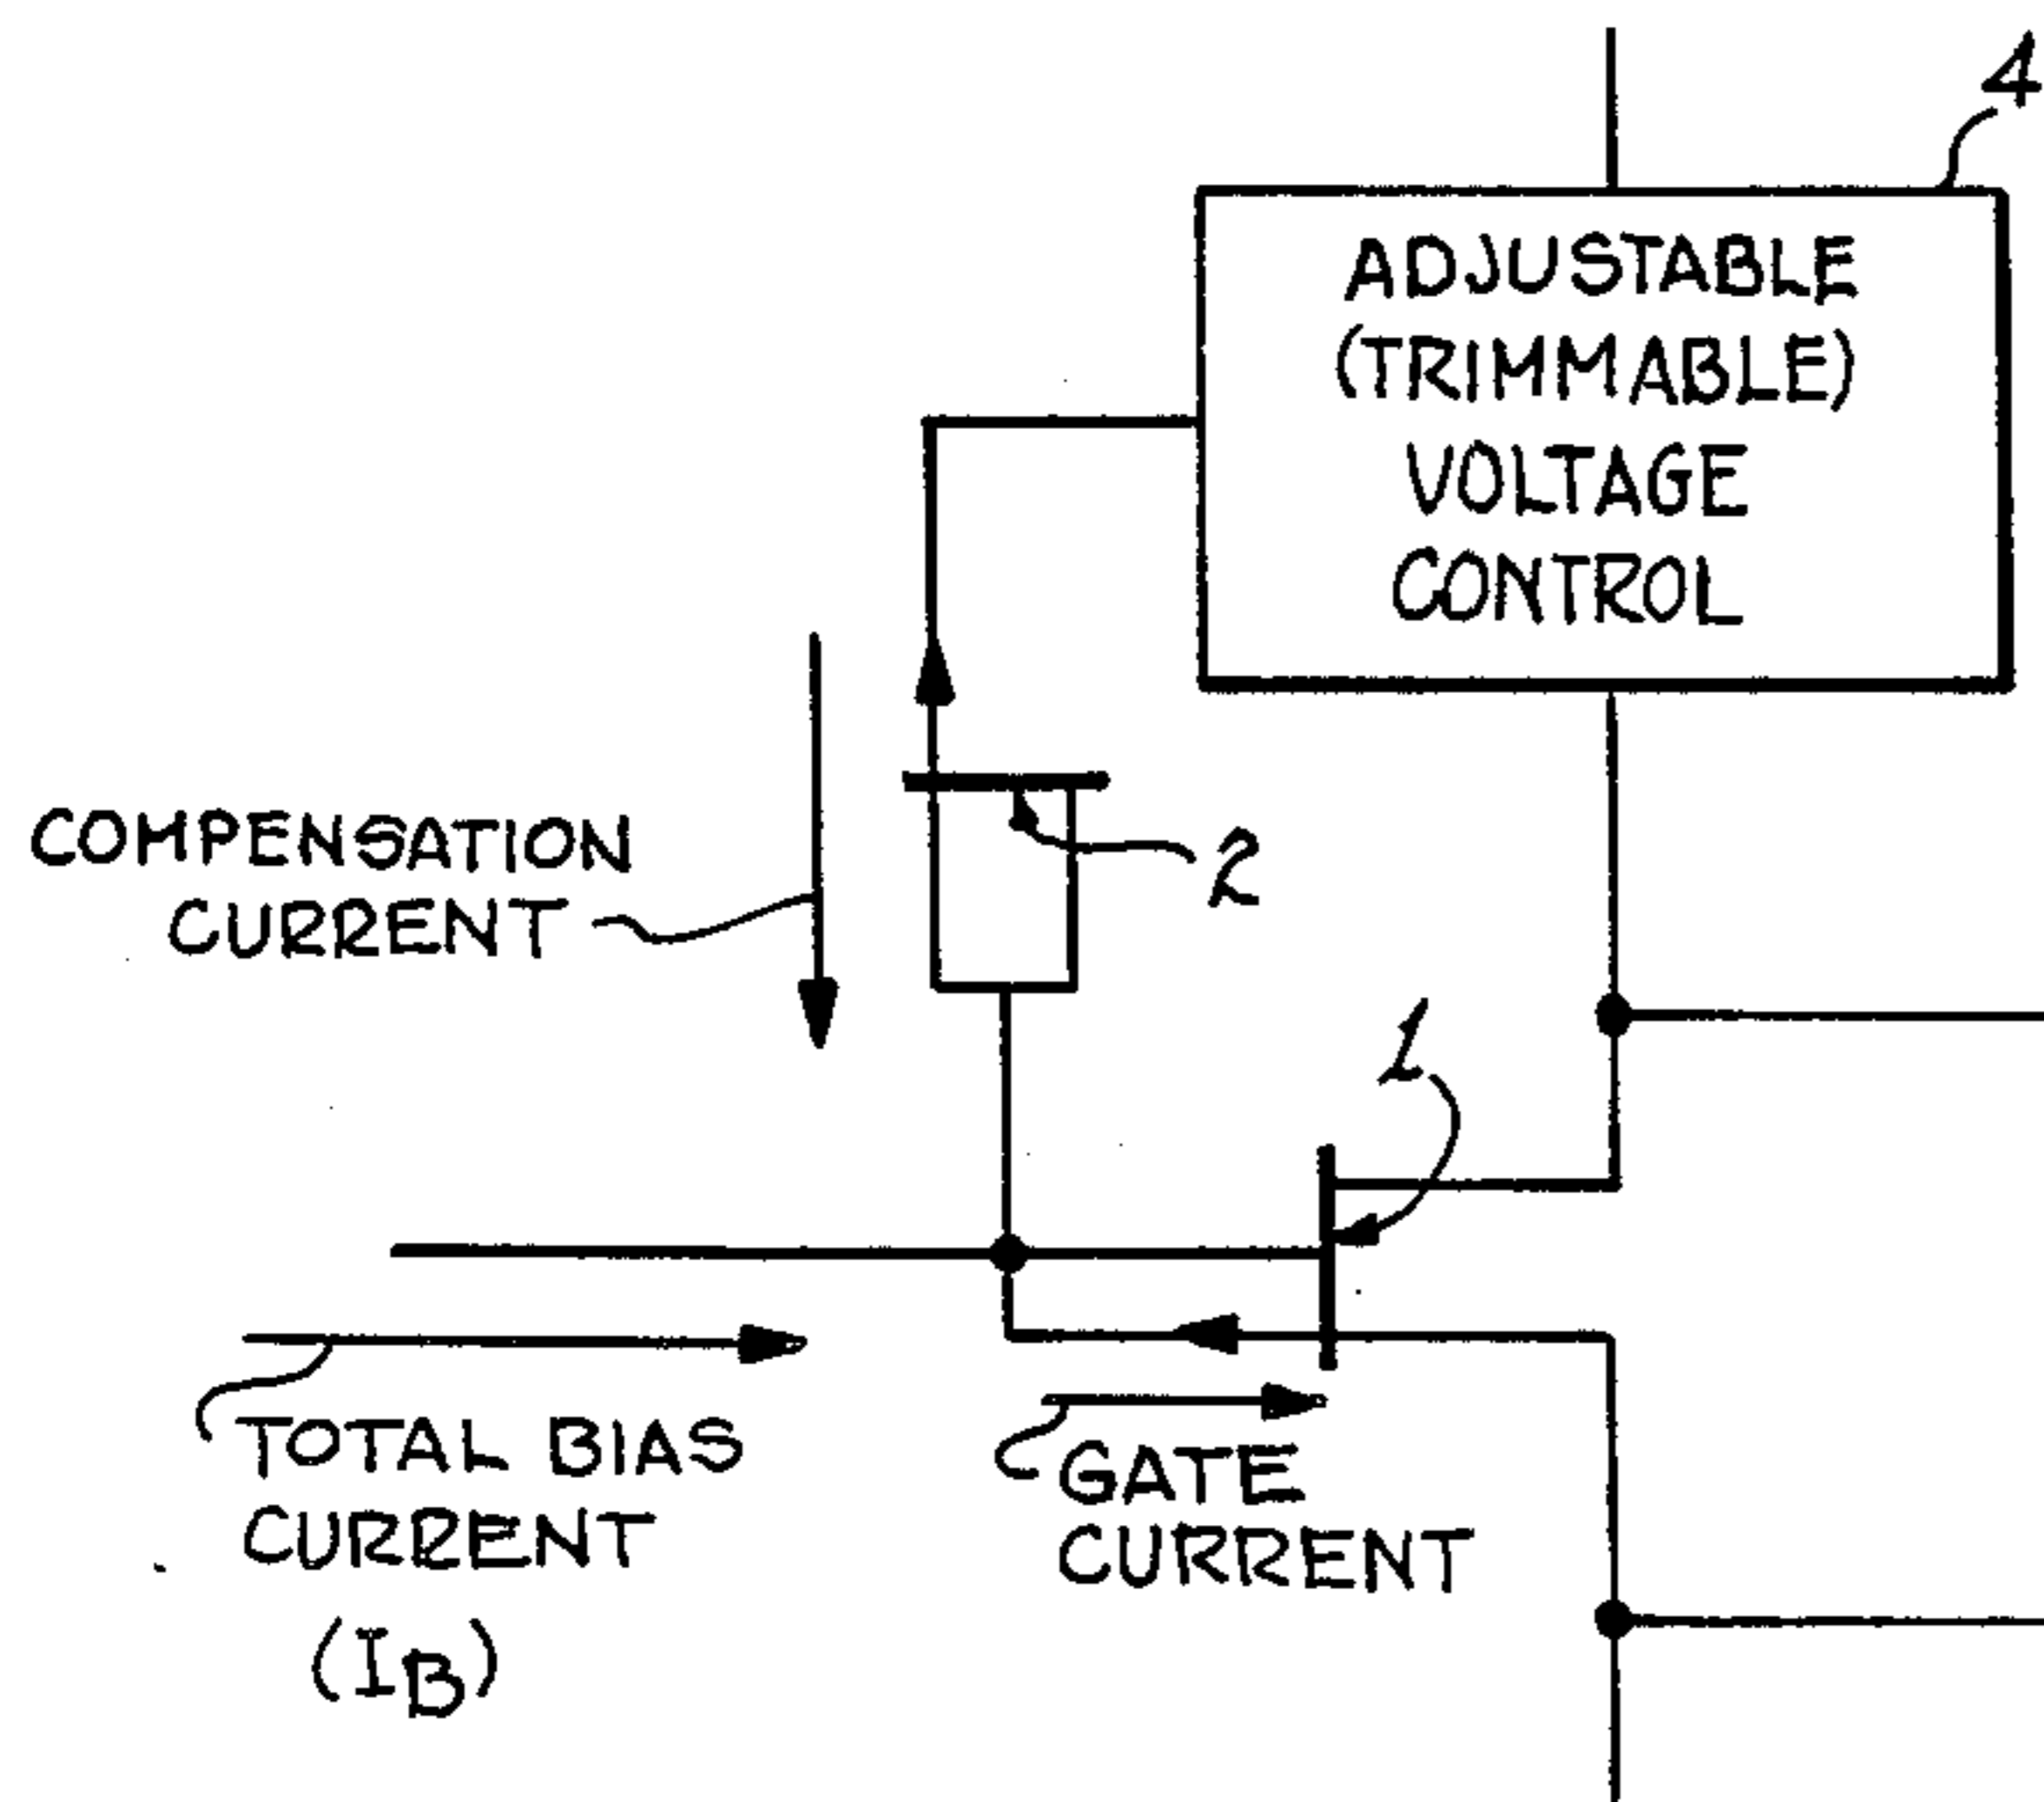 4
ADJUSTABLE
(TRIMMABLE)
VOLTAGE
CONTROL
COMPENSATION
CURRENT
2
1
TOTAL BIAS
CURRENT
(IB)
GATE
CURRENT